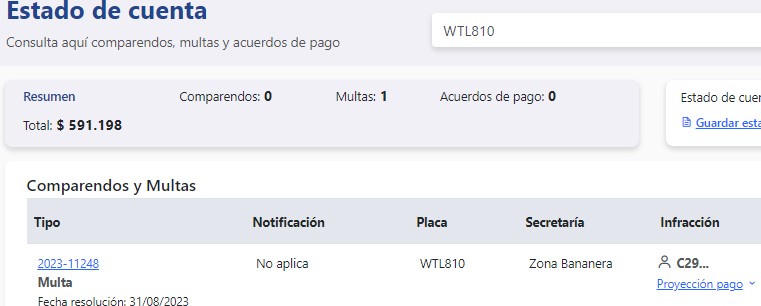 Estado de cuenta
Consulta aquí comparendos, multas y acuerdos de pago
WTL810
Resumen Comparendos: 0 Multas: 1 Acuerdos de pago: 0
Total: $ 591.198
Estado de cuen
Guardar esta
Comparendos y Multas
Tipo Notificación Placa Secretaría Infracción
2023-11248 No aplica WTL810 Zona Bananera C29...
Multa Proyección pago
Fecha resolución: 31/08/2023